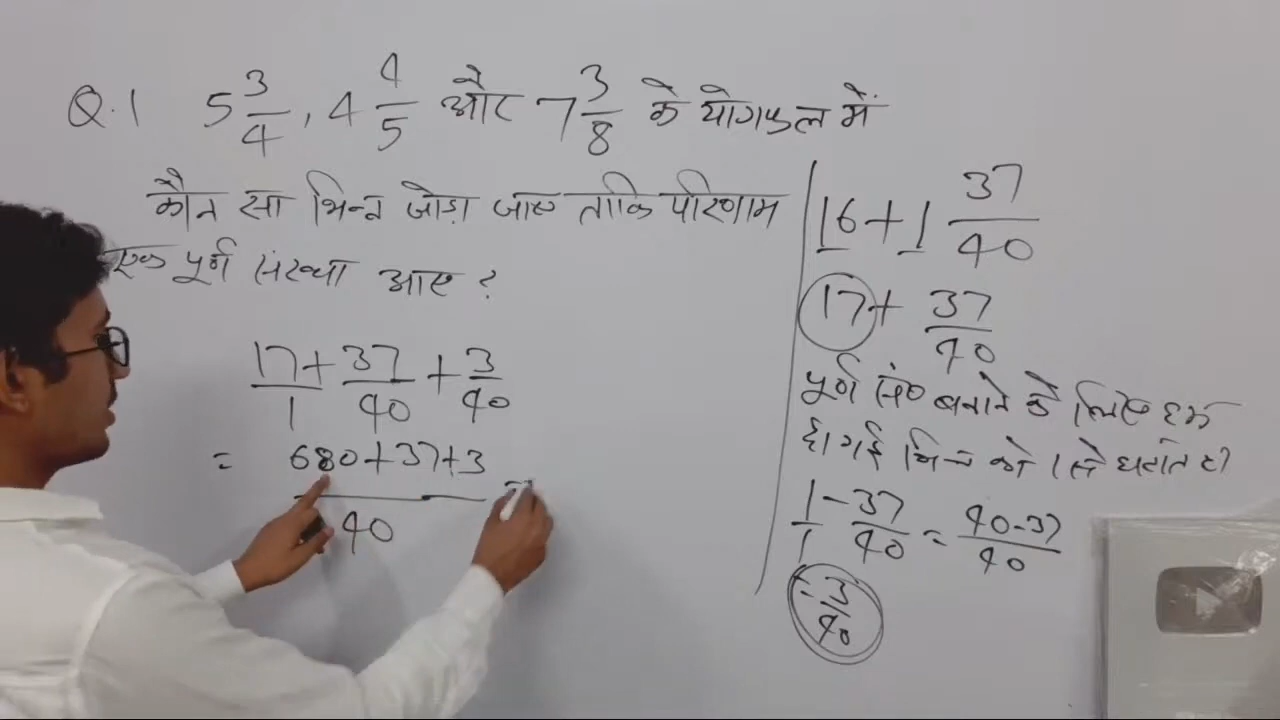 Q.1 5 3/4, 4 4/5 और 7 3/8 के योगफल में
कौन सा भिन्न जोड़ा जाए ताकि परिणाम
एक पूर्ण संख्या आए?
17/1 + 37/40 + 3/40
= 680+37+3/40 =
16+1 37/40
17+ 37/40
पूर्ण सं० बनाने के लिए हम
दी गई भिन्न को 1 से घटाते है।
1/1 - 37/40 = 40-37/40
= 3/40